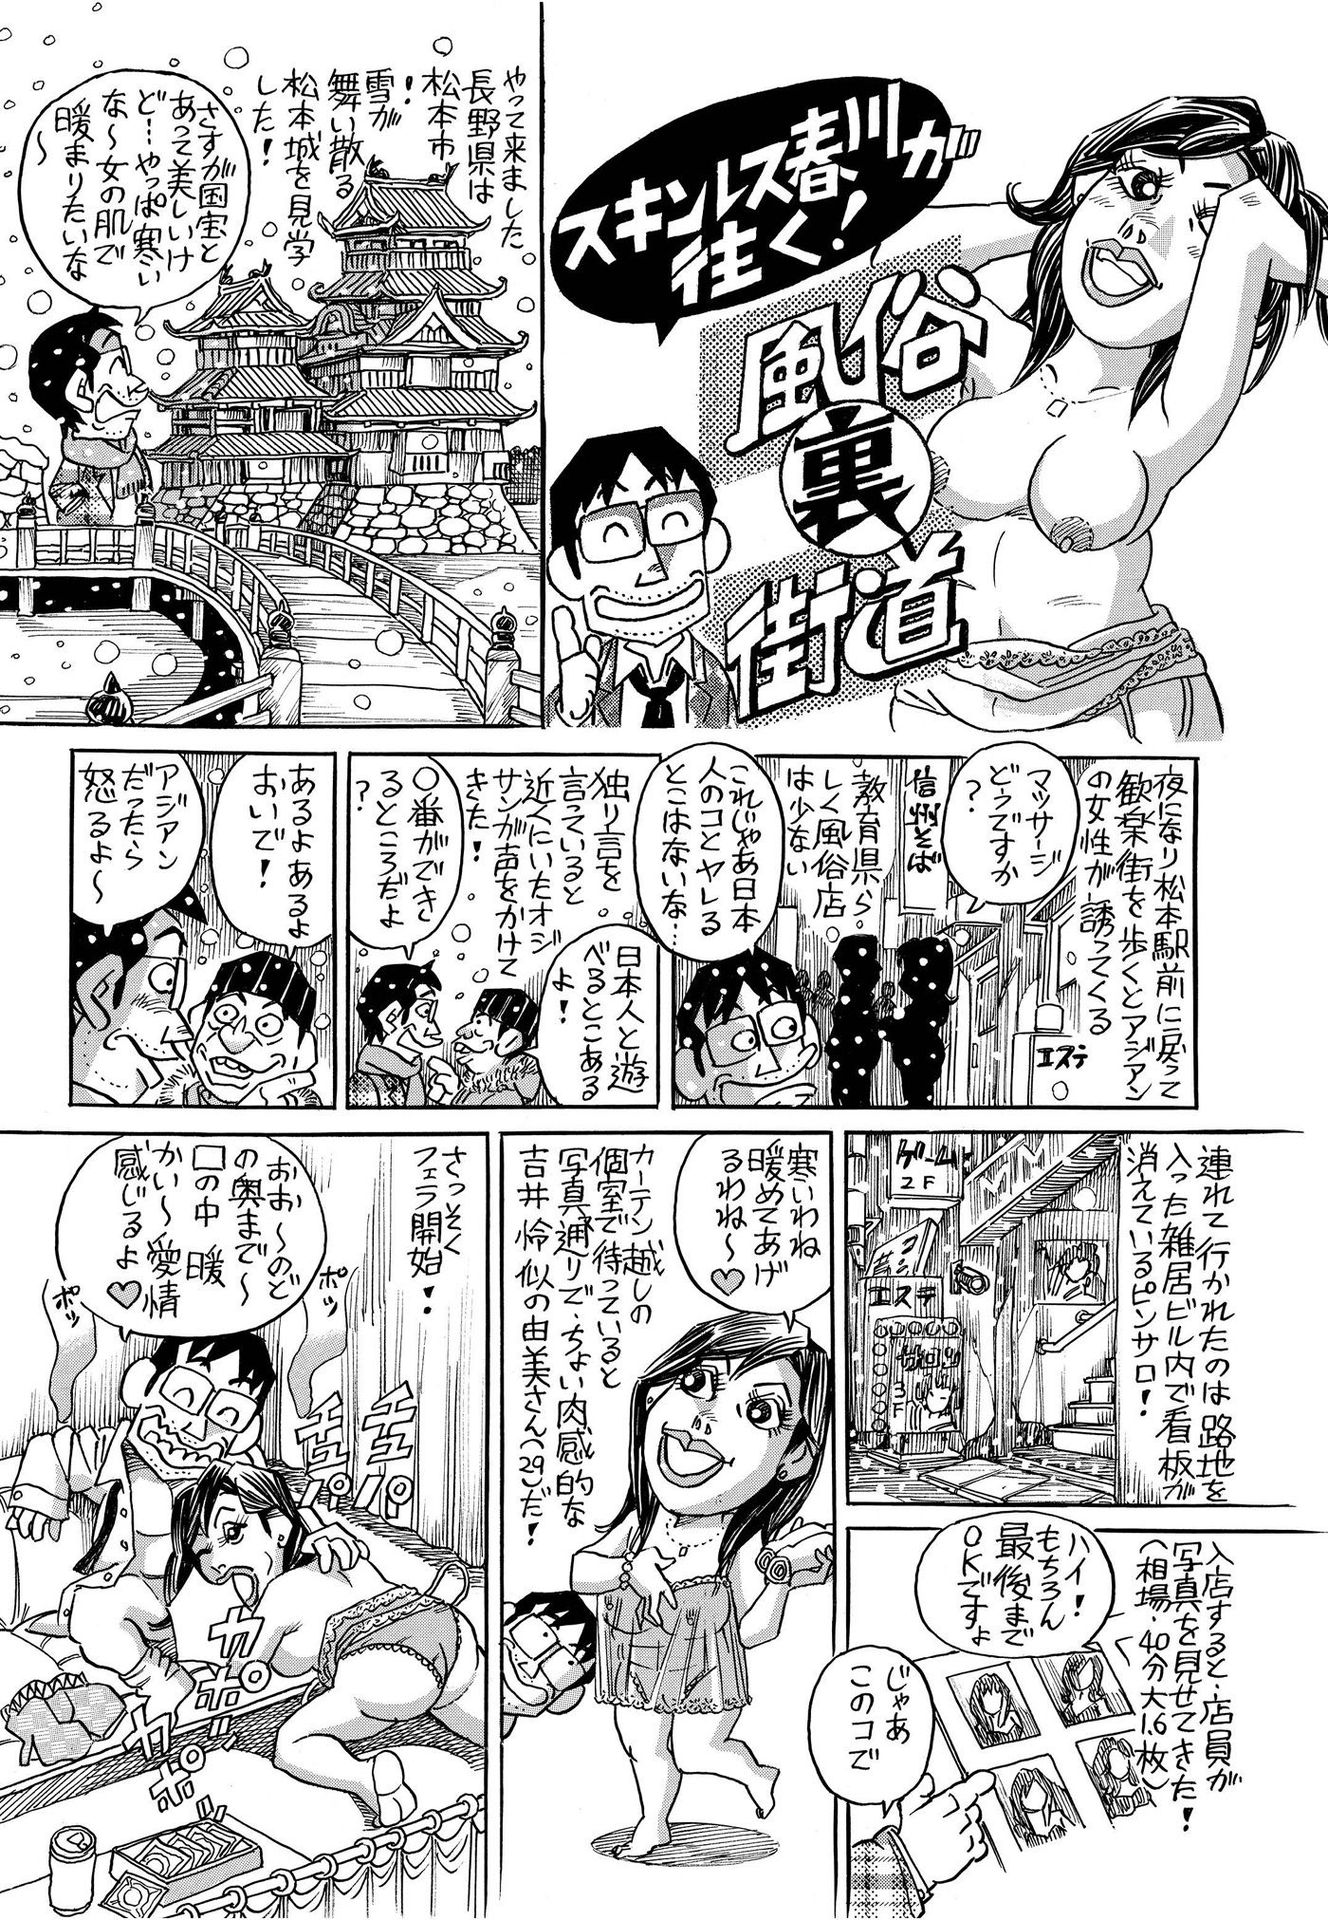 スキンレス春川が
往く!
風俗
裏
街道
やって来ました
長野県は
松本市
!
雪が
舞い散る
松本城を見学
した!
さすが国宝と
あって美しいけ
ど…やっぱ寒い
な〜女の肌で
暖まりたいな
〜
夜になり松本駅前に戻って
歓楽街を歩くとアジアン
の女性が誘ってくる
マッサージ
どうですか
?
エステ
信州そば
教育県ら
しく風俗店
は少ない
これじゃあ日本
人のコとヤレる
とこはないな…
独り言を
言っていると
近くにいたオジ
サンが声をかけて
きた!
日本人と遊
べるとこある
よ!
○番ができ
るところだよ
?
あるよあるよ
おいで!
アジアン
だったら
怒るよ〜
連れて行かれたのは路地を
入った雑居ビル内で看板が
消えているピンサロ!
ゲーム
2F
エステ
サロン
3F
入店すると、店員が
写真を見せてきた!
(相場・40分大1.6枚)
ハイ!
もちろん
最後まで
OKですよ
じゃあ
このコで
カーテン越しの
個室で待っていると
写真通りで、ちょい肉感的な
吉井怜似の由美さん(29)だ!
寒いわね
暖めてあげ
るわね〜
♡
さっそく
フェラ開始!
おお〜のど
の奥まで〜
口の中 暖
かい〜愛情
感じるよ♡
ポッ
ポッ
チュパ
チュパ
カポ
カポ
カポ